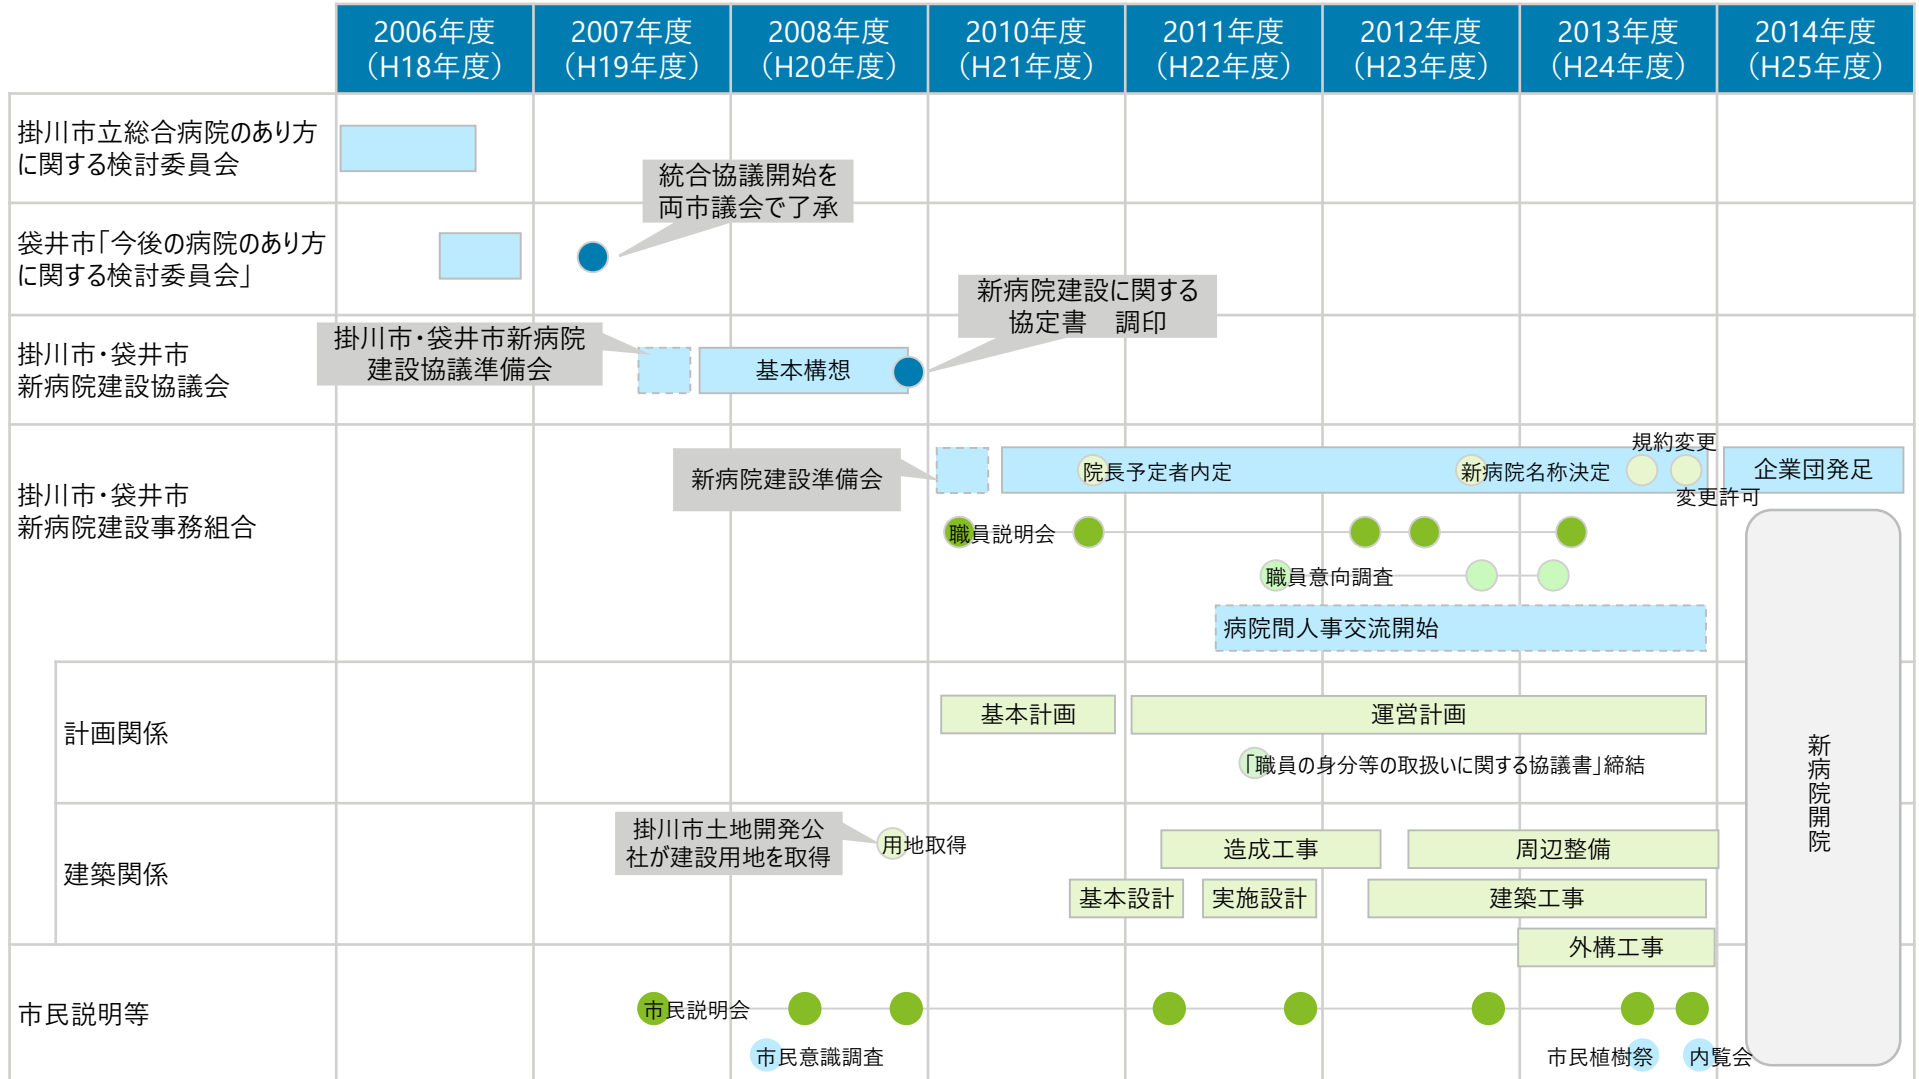 2006年度
（H18年度）
2007年度
（H19年度）
2008年度
（H20年度）
2010年度
（H21年度）
2011年度
（H22年度）
2012年度
（H23年度）
2013年度
（H24年度）
2014年度
（H25年度）
掛川市立総合病院のあり方
に関する検討委員会
統合協議開始を
両市議会で了承
袋井市「今後の病院のあり方
に関する検討委員会」
新病院建設に関する
協定書　調印
掛川市・袋井市
新病院建設協議会
掛川市・袋井市新病院
建設協議準備会
基本構想
掛川市・袋井市
新病院建設事務組合
新病院建設準備会
院長予定者内定
新病院名称決定
規約変更
変更許可
企業団発足
職員説明会
職員意向調査
病院間人事交流開始
計画関係
基本計画
運営計画
「職員の身分等の取扱いに関する協議書」締結
新病院開院
建築関係
掛川市土地開発公
社が建設用地を取得
用地取得
造成工事
周辺整備
基本設計
実施設計
建築工事
外構工事
市民説明等
市民説明会
市民意識調査
市民植樹祭
内覧会